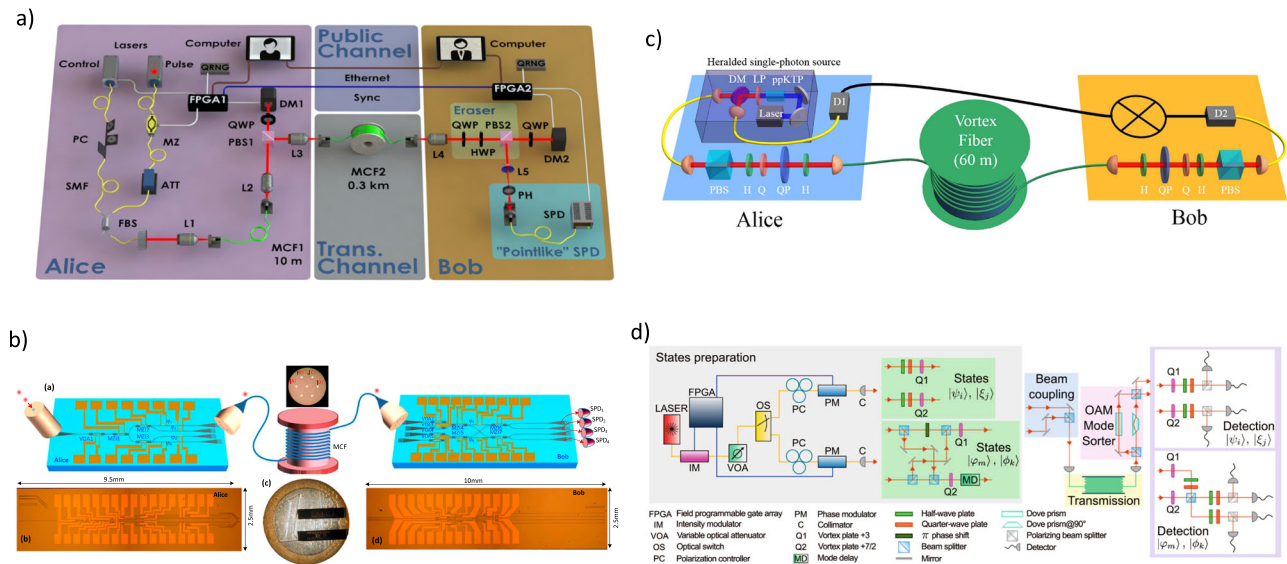 a)
Lasers
Control
Pulse
QRNG
Computer
FPGA1
DM1
QWP
PBS1
PC
MZ
L3
SMF
ATT
L2
FBS
L1
MCF1
10 m
Alice
Public
Channel
Ethernet
Sync
MCF2
0.3 km
Trans.
Channel
Computer
QRNG
FPGA2
Eraser
QWP
PBS2
QWP
L4
HWP
DM2
L5
PH
SPD
"Pointlike" SPD
Bob
b)
(a)
Alice
MCF
SPD1
SPD2
SPD3
SPD4
Bob
9.5mm
Alice
2.5mm
(b)
(c)
10mm
Bob
2.5mm
(d)
c)
Heralded single-photon source
DM LP ppKTP
Laser
D1
PBS H Q QP H
Alice
Vortex
Fiber
(60 m)
D2
H QP Q H PBS
Bob
d)
States preparation
FPGA
LASER
IM
VOA
OS
PC
PM
C
PC
PM
C
Q1
States
|ψi⟩, |ξj⟩
Q2
Q1
States
|φm⟩, |ϕk⟩
Q2
MD
Beam
coupling
OAM
Mode
Sorter
Transmission
Q1
Q2
Detection
|ψi⟩, |ξj⟩
Q1
Q2
Detection
|φm⟩, |ϕk⟩
FPGA Field programmable gate array
IM Intensity modulator
VOA Variable optical attenuator
OS Optical switch
PC Polarization controller
PM Phase modulator
C Collimator
Q1 Vortex plate +3
Q2 Vortex plate +7/2
MD Mode delay
Half-wave plate
Quarter-wave plate
π phase shift
Beam splitter
Mirror
Dove prism
Dove prism@90°
Polarizing beam splitter
Detector